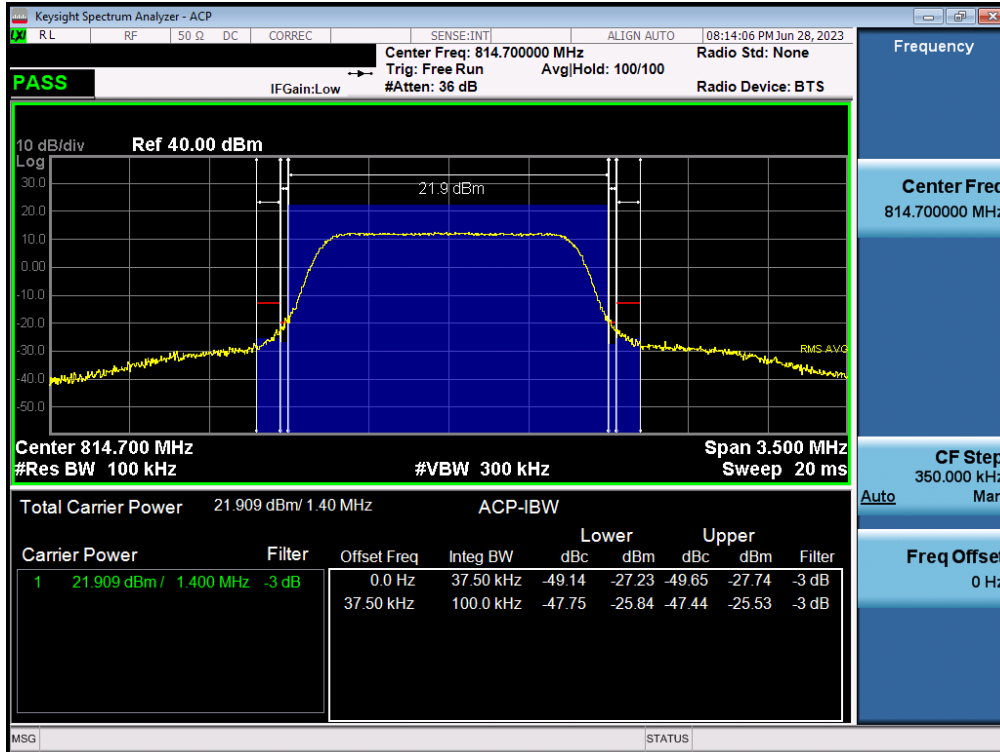 Keysight Spectrum Analyzer - ACP
LXI RL RF 50 Ω DC CORREC SENSE:INT ALIGN AUTO 08:14:06 PM Jun 28, 2023
Center Freq: 814.700000 MHz Radio Std: None
Trig: Free Run Avg|Hold: 100/100
PASS IFGain:Low #Atten: 36 dB Radio Device: BTS
10 dB/div Ref 40.00 dBm
Log
30.0
21.9 dBm
20.0
10.0
0.00
-10.0
-20.0
-30.0 RMS AVG
-40.0
-50.0
Center 814.700 MHz Span 3.500 MHz
#Res BW 100 kHz #VBW 300 kHz Sweep 20 ms
Total Carrier Power 21.909 dBm/ 1.40 MHz ACP-IBW
Lower Upper
Carrier Power Filter Offset Freq Integ BW dBc dBm dBc dBm Filter
1 21.909 dBm / 1.400 MHz -3 dB 0.0 Hz 37.50 kHz -49.14 -27.23 -49.65 -27.74 -3 dB
37.50 kHz 100.0 kHz -47.75 -25.84 -47.44 -25.53 -3 dB
MSG STATUS
Frequency
Center Freq
814.700000 MHz
CF Step
350.000 kHz
Auto Man
Freq Offset
0 Hz